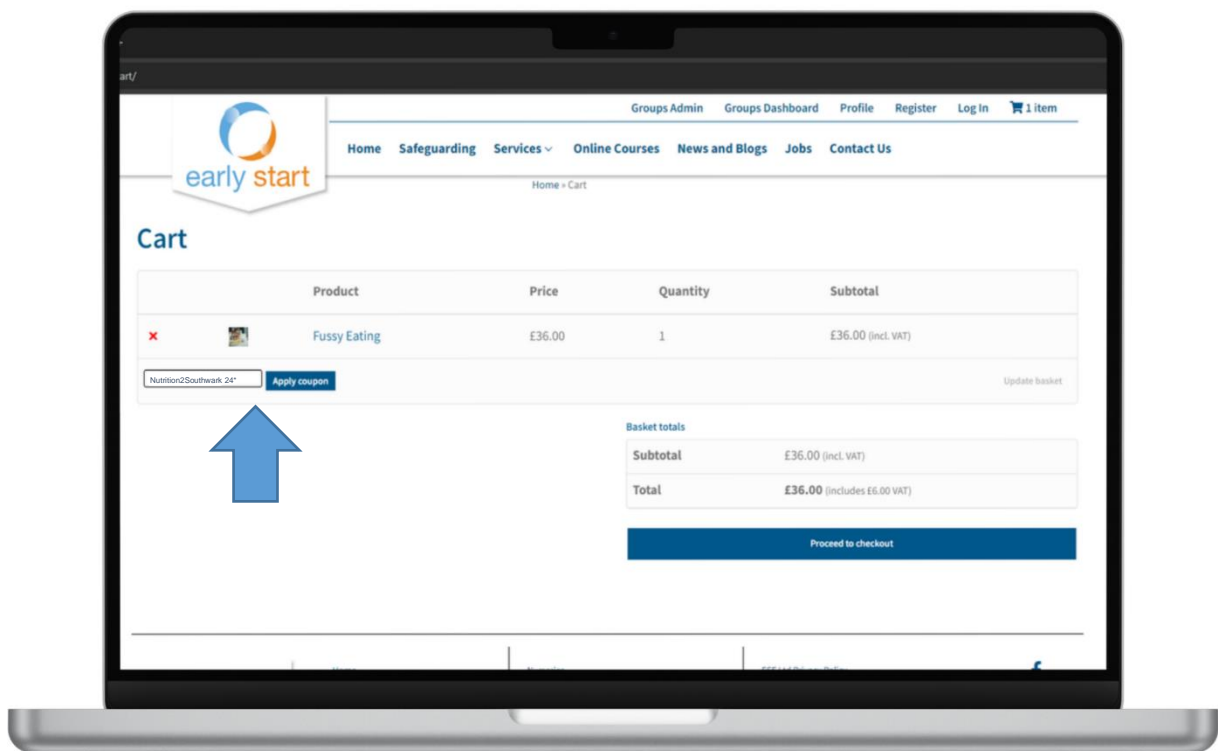 art/
Groups Admin Groups Dashboard Profile Register Log In 1 item
early start
Home Safeguarding Services Online Courses News and Blogs Jobs Contact Us
Home » Cart
Cart
Product Price Quantity Subtotal
Fussy Eating £36.00 1 £36.00 (incl. VAT)
Nutrition2Southwark 24" Apply coupon Update basket
Basket totals
Subtotal £36.00 (incl. VAT)
Total £36.00 (includes £6.00 VAT)
Proceed to checkout